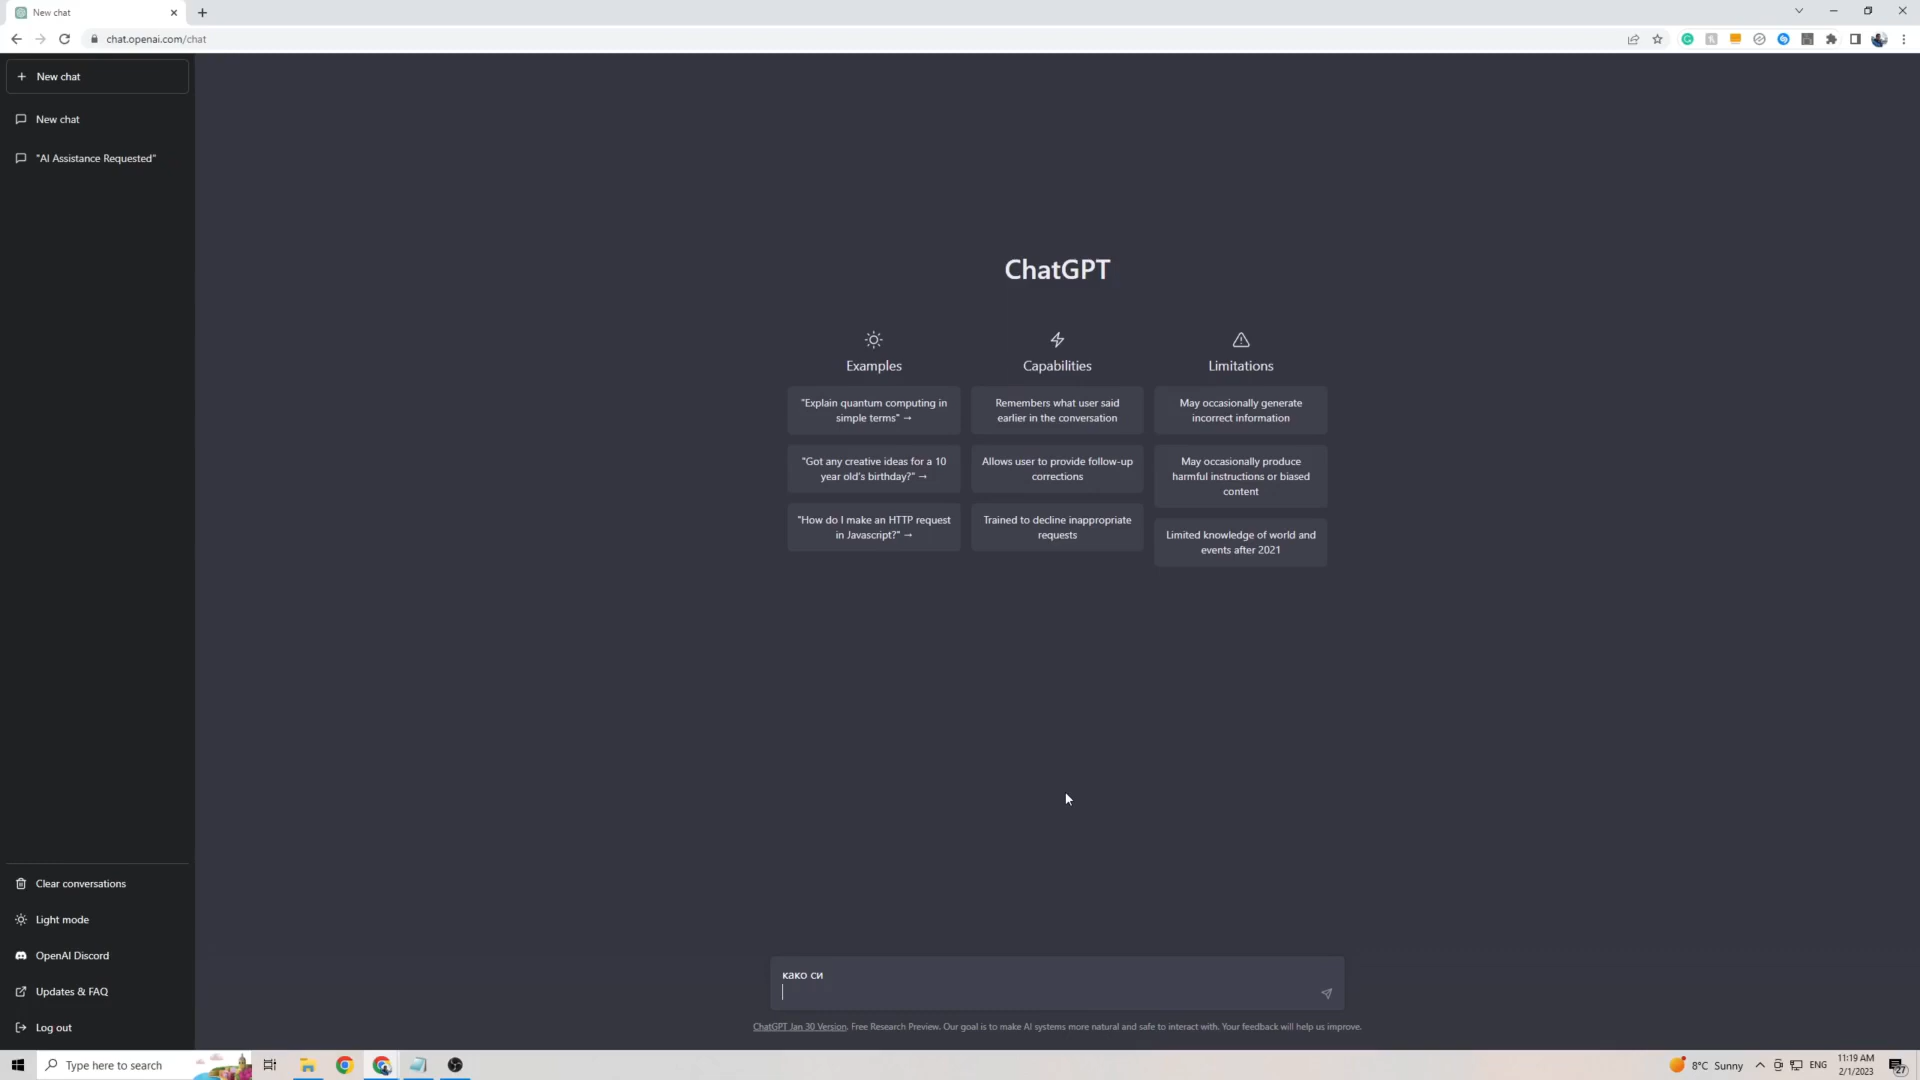 New chat
chat.openai.com/chat
New chat
New chat
"AI Assistance Requested"
ChatGPT
Examples
"Explain quantum computing in
simple terms" →
"Got any creative ideas for a 10
year old's birthday?" →
"How do I make an HTTP request
in Javascript?" →
Capabilities
Remembers what user said
earlier in the conversation
Allows user to provide follow-up
corrections
Trained to decline inappropriate
requests
Limitations
May occasionally generate
incorrect information
May occasionally produce
harmful instructions or biased
content
Limited knowledge of world and
events after 2021
Clear conversations
Light mode
OpenAI Discord
Updates & FAQ
Log out
како си
ChatGPT Jan 30 Version. Free Research Preview. Our goal is to make AI systems more natural and safe to interact with. Your feedback will help us improve.
Type here to search
8°C Sunny
ENG
11:19 AM
2/1/2023
27